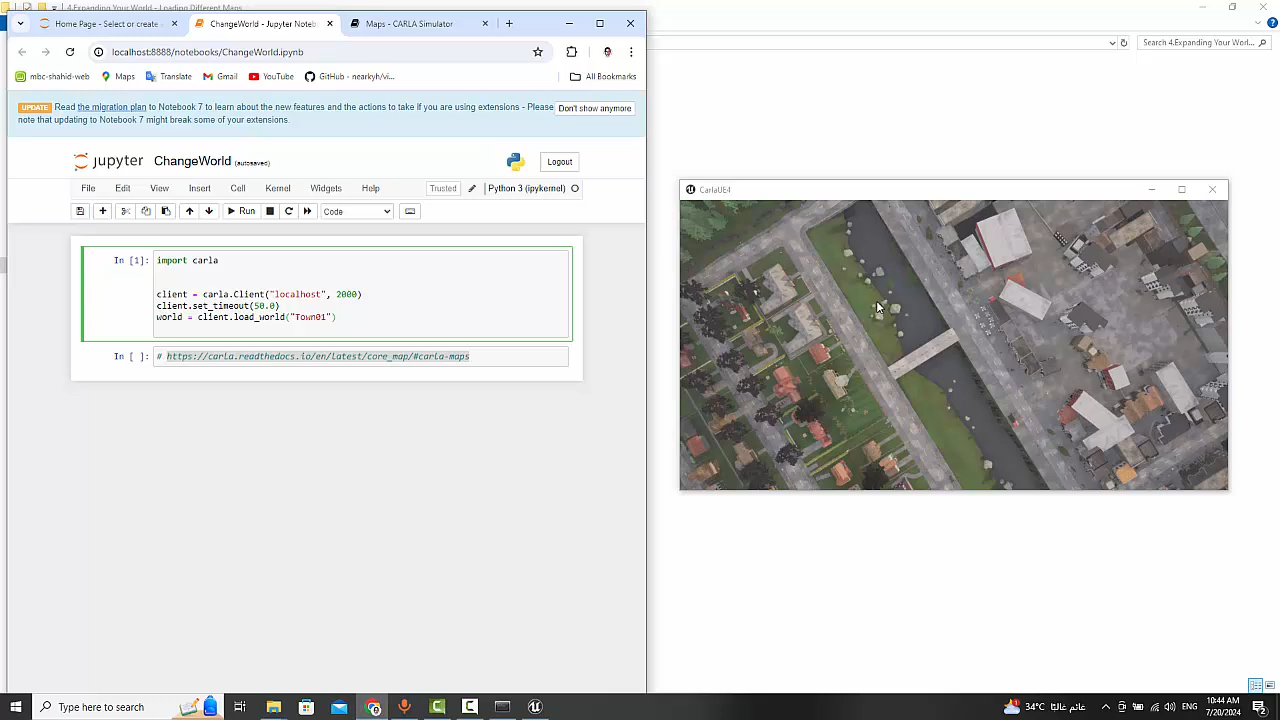 4.Expanding Your World - Loading Different Maps
Home Page - Select or create
ChangeWorld - Jupyter Noteb
Maps - CARLA Simulator
localhost:8888/notebooks/ChangeWorld.ipynb
Search 4.Expanding Your Worl...
mbc-shahid-web
Maps
Translate
Gmail
YouTube
GitHub - nearkyh/vi...
All Bookmarks
UPDATE Read the migration plan to Notebook 7 to learn about the new features and the actions to take if you are using extensions - Please
note that updating to Notebook 7 might break some of your extensions.
Don't show anymore
jupyter ChangeWorld (autosaved)
Logout
File Edit View Insert Cell Kernel Widgets Help
Trusted
Python 3 (ipykernel)
Run
Code
In [1]: import carla
client = carla.Client("localhost", 2000)
client.set_timeout(50.0)
world = client.load_world("Town01")
In [ ]: # https://carla.readthedocs.io/en/latest/core_map/#carla-maps
CarlaUE4
Type here to search
34°C غائم غالبًا
ENG
10:44 AM
7/20/2024
2